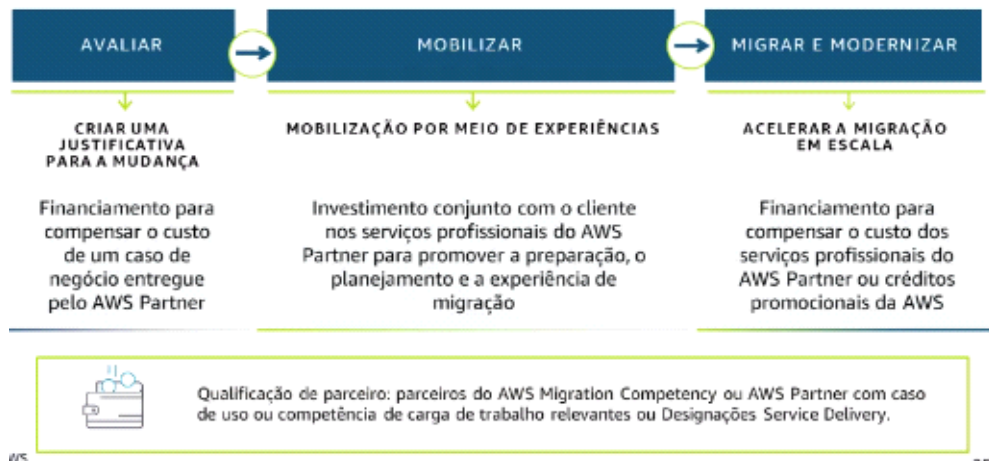 AVALIAR
MOBILIZAR
MIGRAR E MODERNIZAR
CRIAR UMA
JUSTIFICATIVA
PARA A MUDANÇA
MOBILIZAÇÃO POR MEIO DE EXPERIÊNCIAS
ACELERAR A MIGRAÇÃO
EM ESCALA
Financiamento para
compensar o custo
de um caso de
negócio entregue
pelo AWS Partner
Investimento conjunto com o cliente
nos serviços profissionais do AWS
Partner para promover a preparação, o
planejamento e a experiência de
migração
Financiamento para
compensar o custo dos
serviços profissionais do
AWS Partner ou créditos
promocionais da AWS
Qualificação de parceiro: parceiros do AWS Migration Competency ou AWS Partner com caso
de uso ou competência de carga de trabalho relevantes ou Designações Service Delivery.